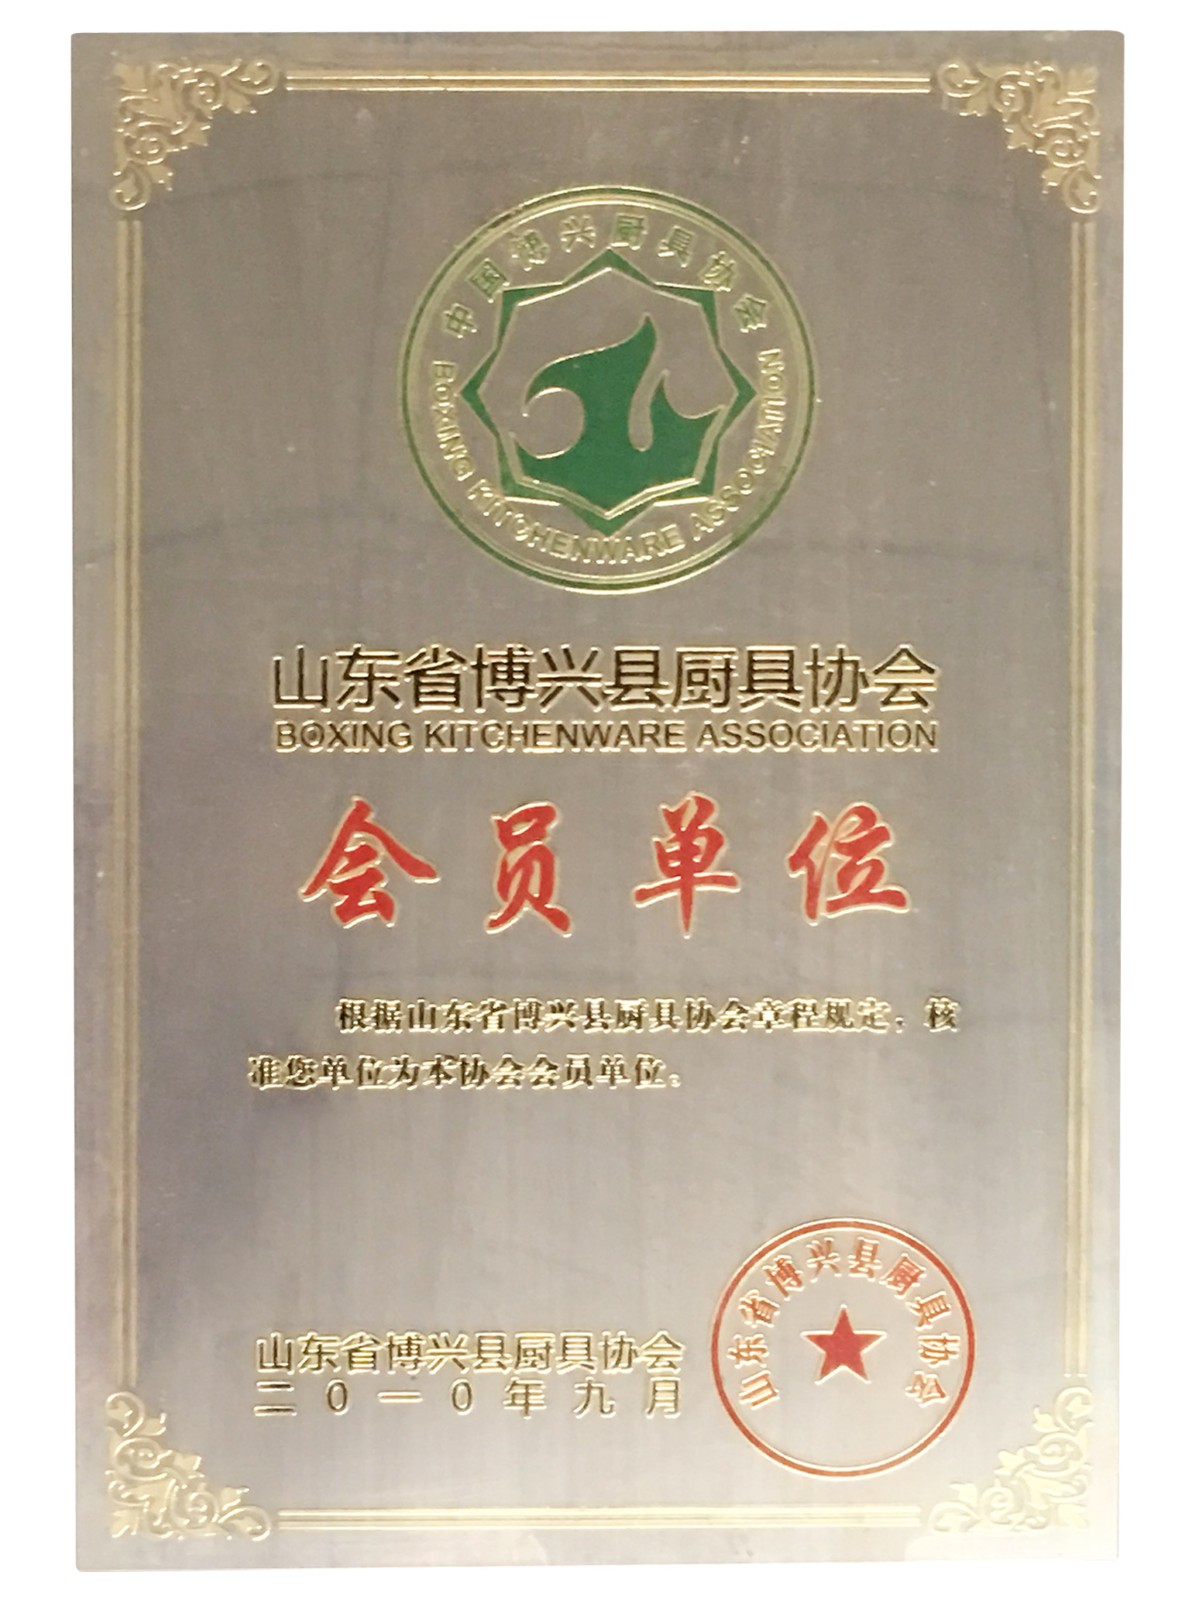 中国博兴厨具协会
BOXING KITCHENWARE ASSOCIATION
山东省博兴县厨具协会
BOXING KITCHENWARE ASSOCIATION
会员单位
根据山东省博兴县厨具协会章程规定，核
准您单位为本协会会员单位。
山东省博兴县厨具协会
二0一0年九月
山东省博兴县厨具协会